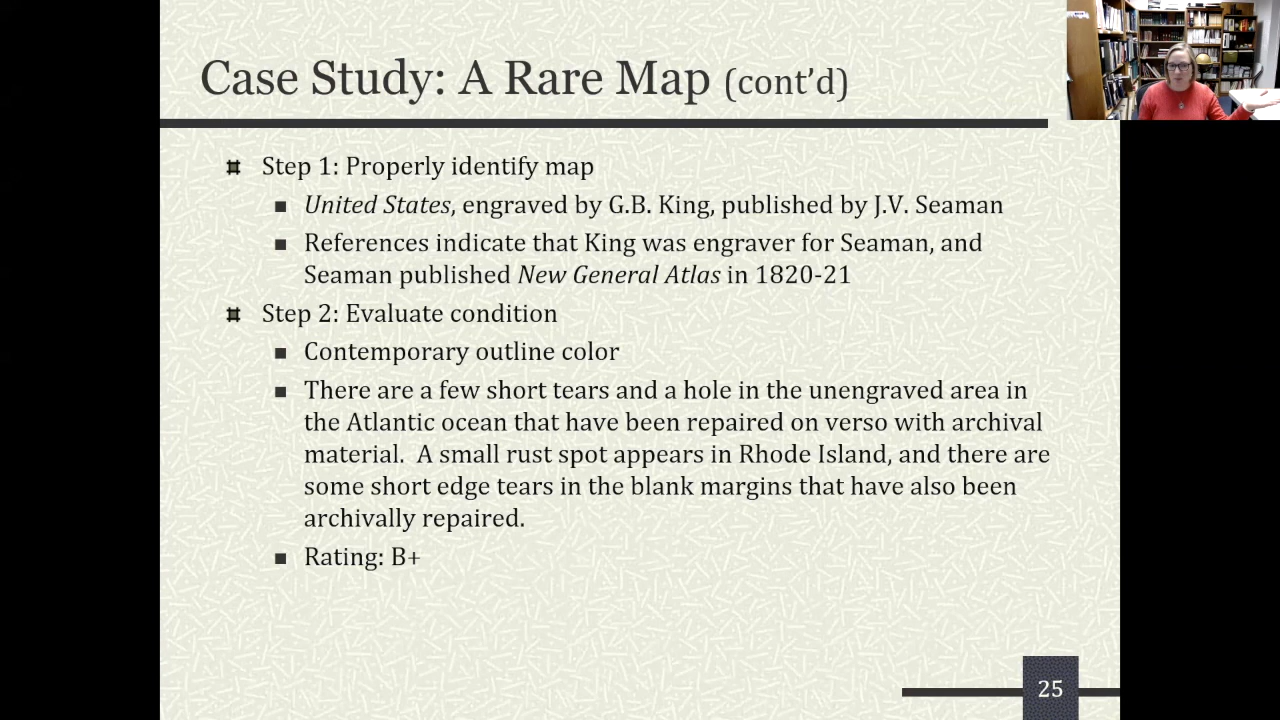 Case Study: A Rare Map (cont'd)
Step 1: Properly identify map
United States, engraved by G.B. King, published by J.V. Seaman
References indicate that King was engraver for Seaman, and
Seaman published New General Atlas in 1820-21
Step 2: Evaluate condition
Contemporary outline color
There are a few short tears and a hole in the unengraved area in
the Atlantic ocean that have been repaired on verso with archival
material.  A small rust spot appears in Rhode Island, and there are
some short edge tears in the blank margins that have also been
archivally repaired.
Rating: B+
25